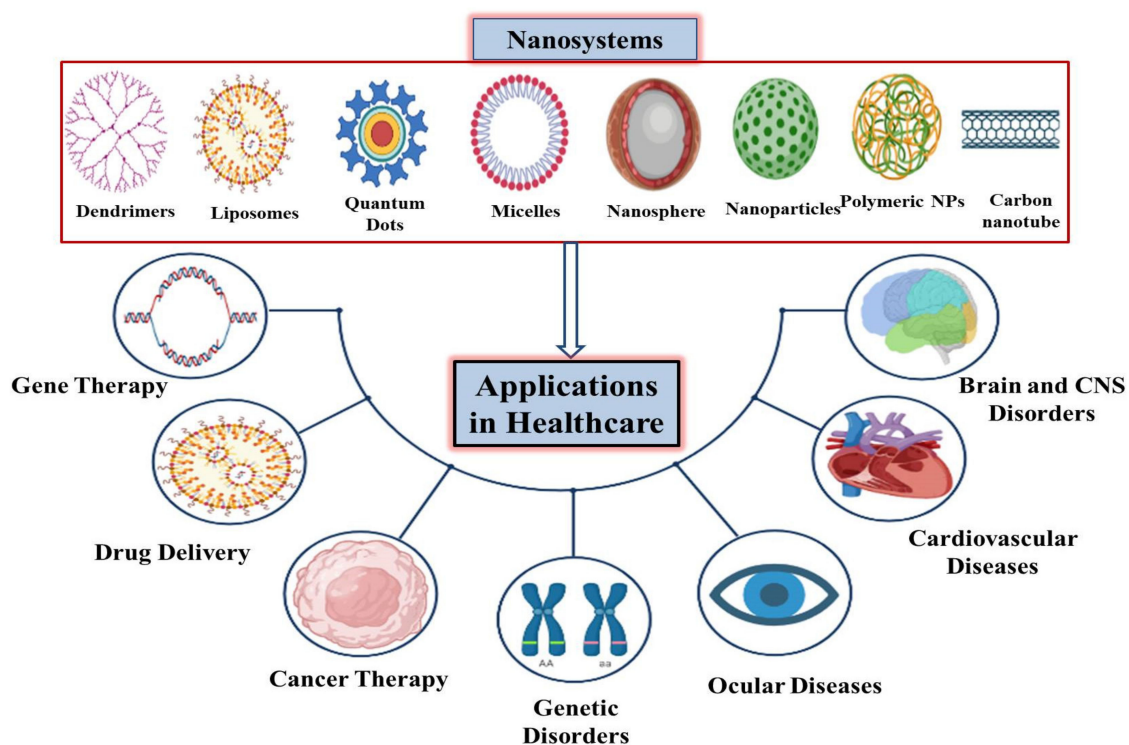 Nanosystems
Dendrimers
Liposomes
Quantum
Dots
Micelles
Nanosphere
Nanoparticles
Polymeric NPs
Carbon
nanotube
Applications
in Healthcare
Gene Therapy
Drug Delivery
Cancer Therapy
AA
aa
Genetic
Disorders
Ocular Diseases
Cardiovascular
Diseases
Brain and CNS
Disorders